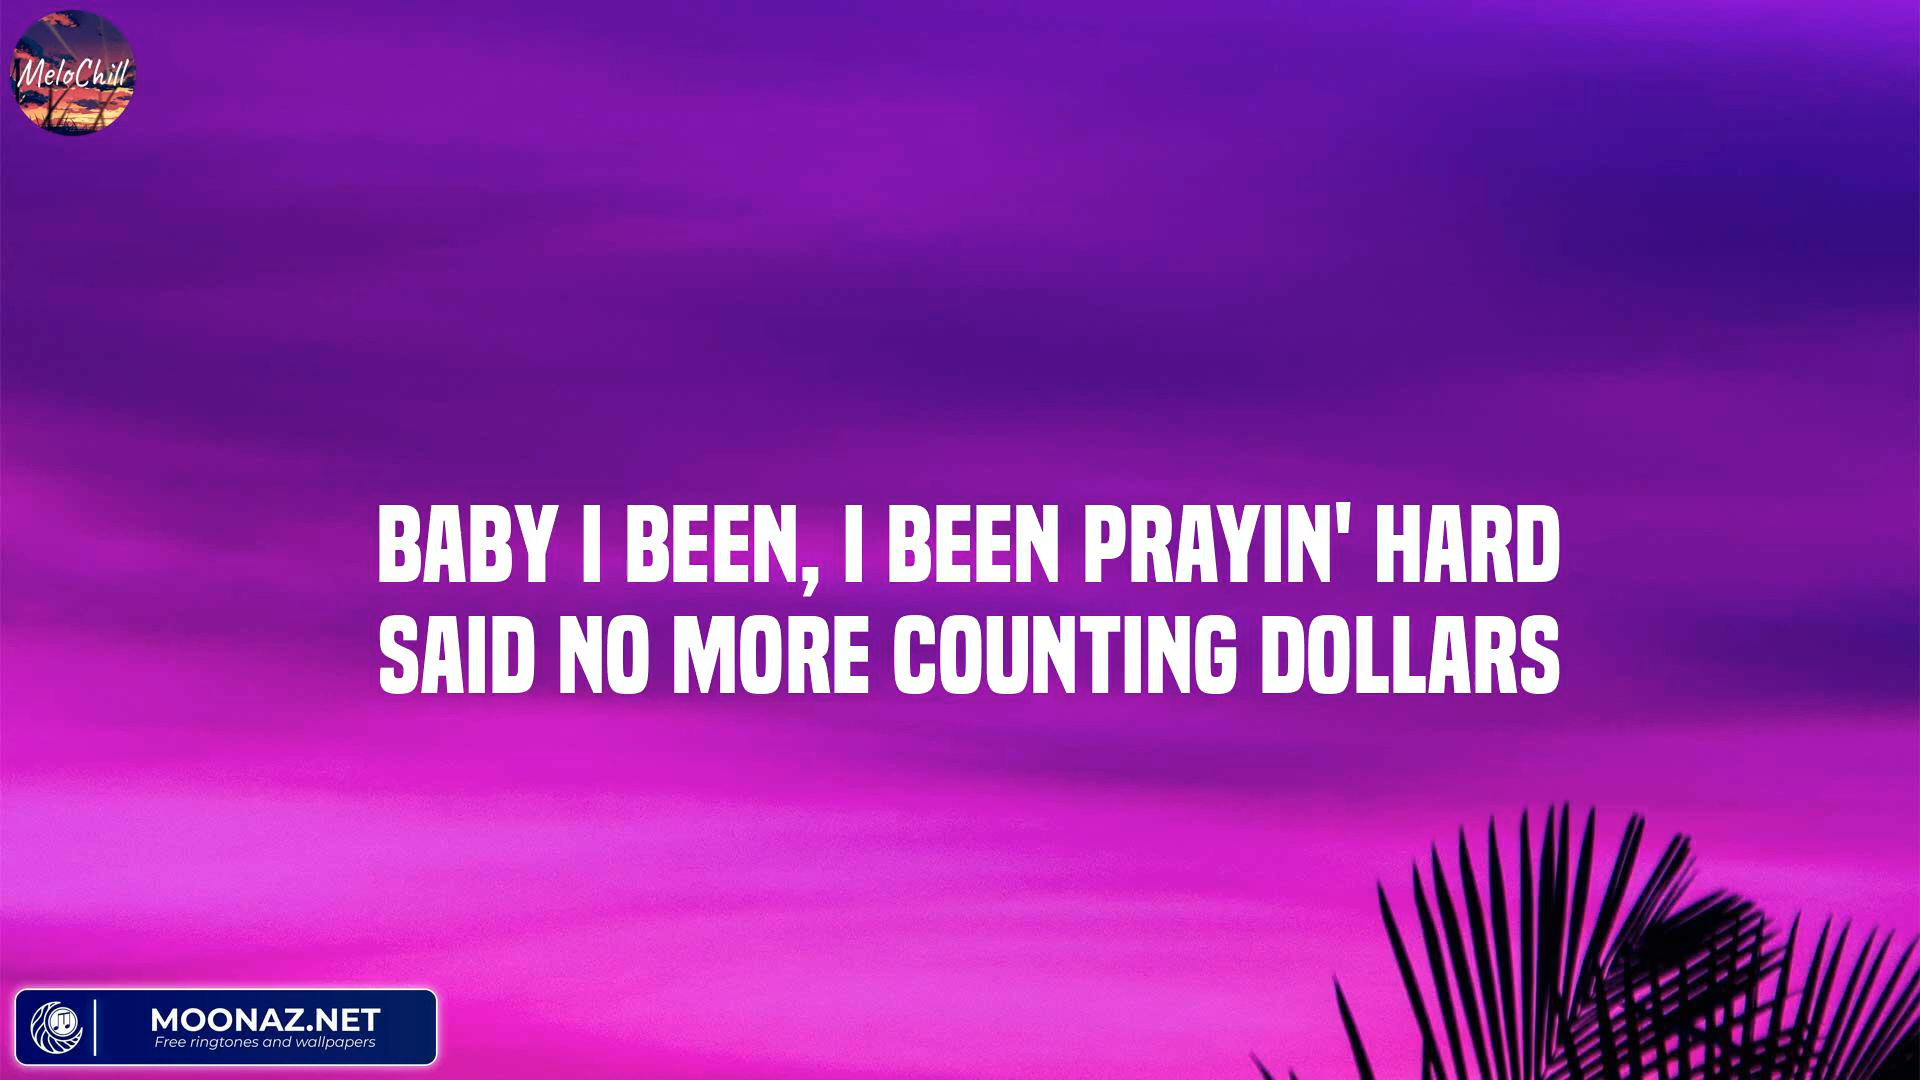 MeloChill
BABY I BEEN, I BEEN PRAYIN' HARD
SAID NO MORE COUNTING DOLLARS
MOONAZ.NET
Free ringtones and wallpapers